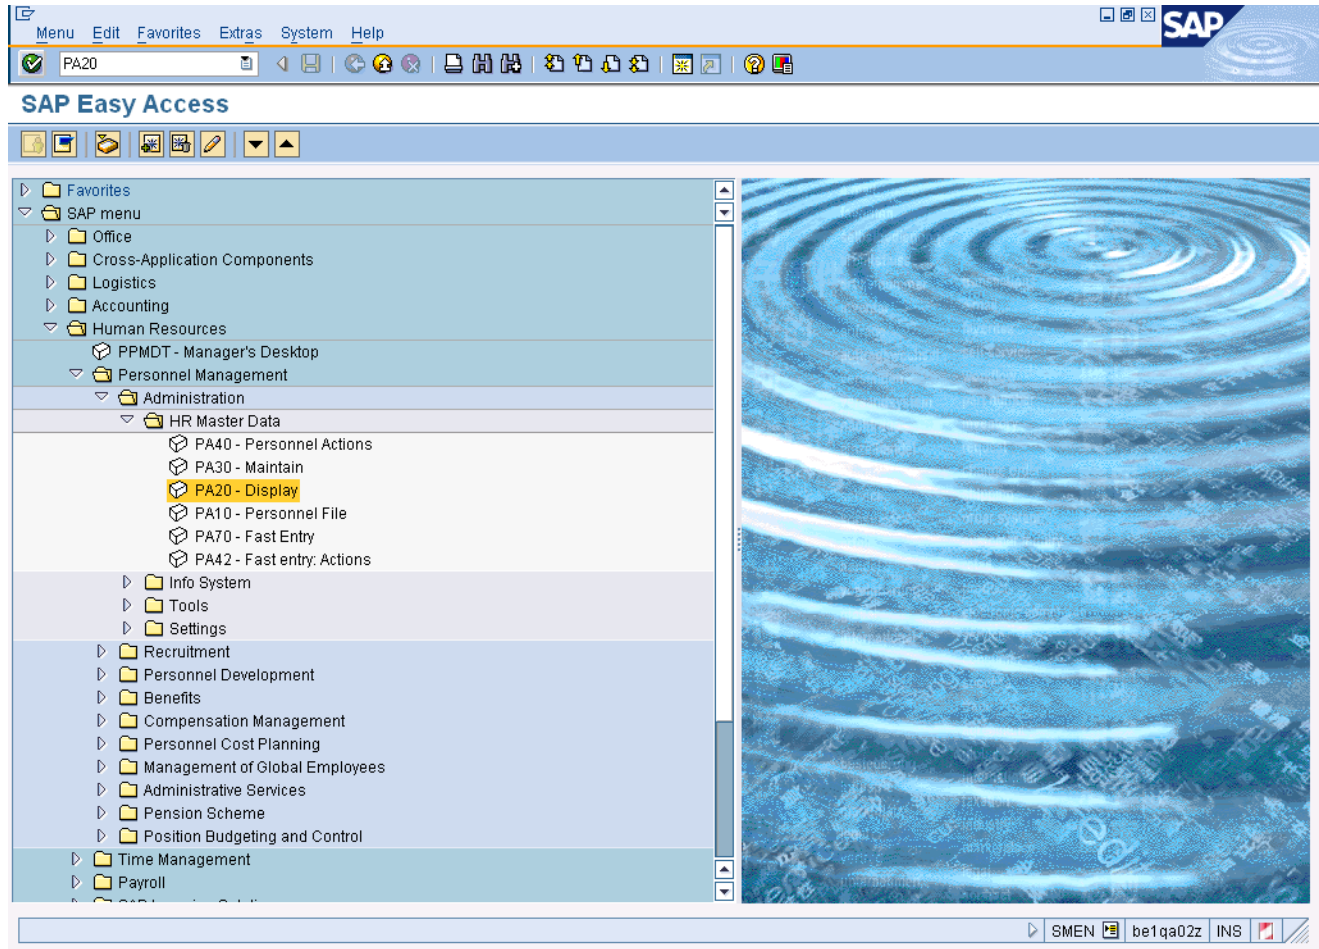 Menu Edit Favorites Extras System Help
SAP
PA20
SAP Easy Access
Favorites
SAP menu
Office
Cross-Application Components
Logistics
Accounting
Human Resources
PPMDT - Manager's Desktop
Personnel Management
Administration
HR Master Data
PA40 - Personnel Actions
PA30 - Maintain
PA20 - Display
PA10 - Personnel File
PA70 - Fast Entry
PA42 - Fast entry: Actions
Info System
Tools
Settings
Recruitment
Personnel Development
Benefits
Compensation Management
Personnel Cost Planning
Management of Global Employees
Administrative Services
Pension Scheme
Position Budgeting and Control
Time Management
Payroll
SMEN be1qa02z INS